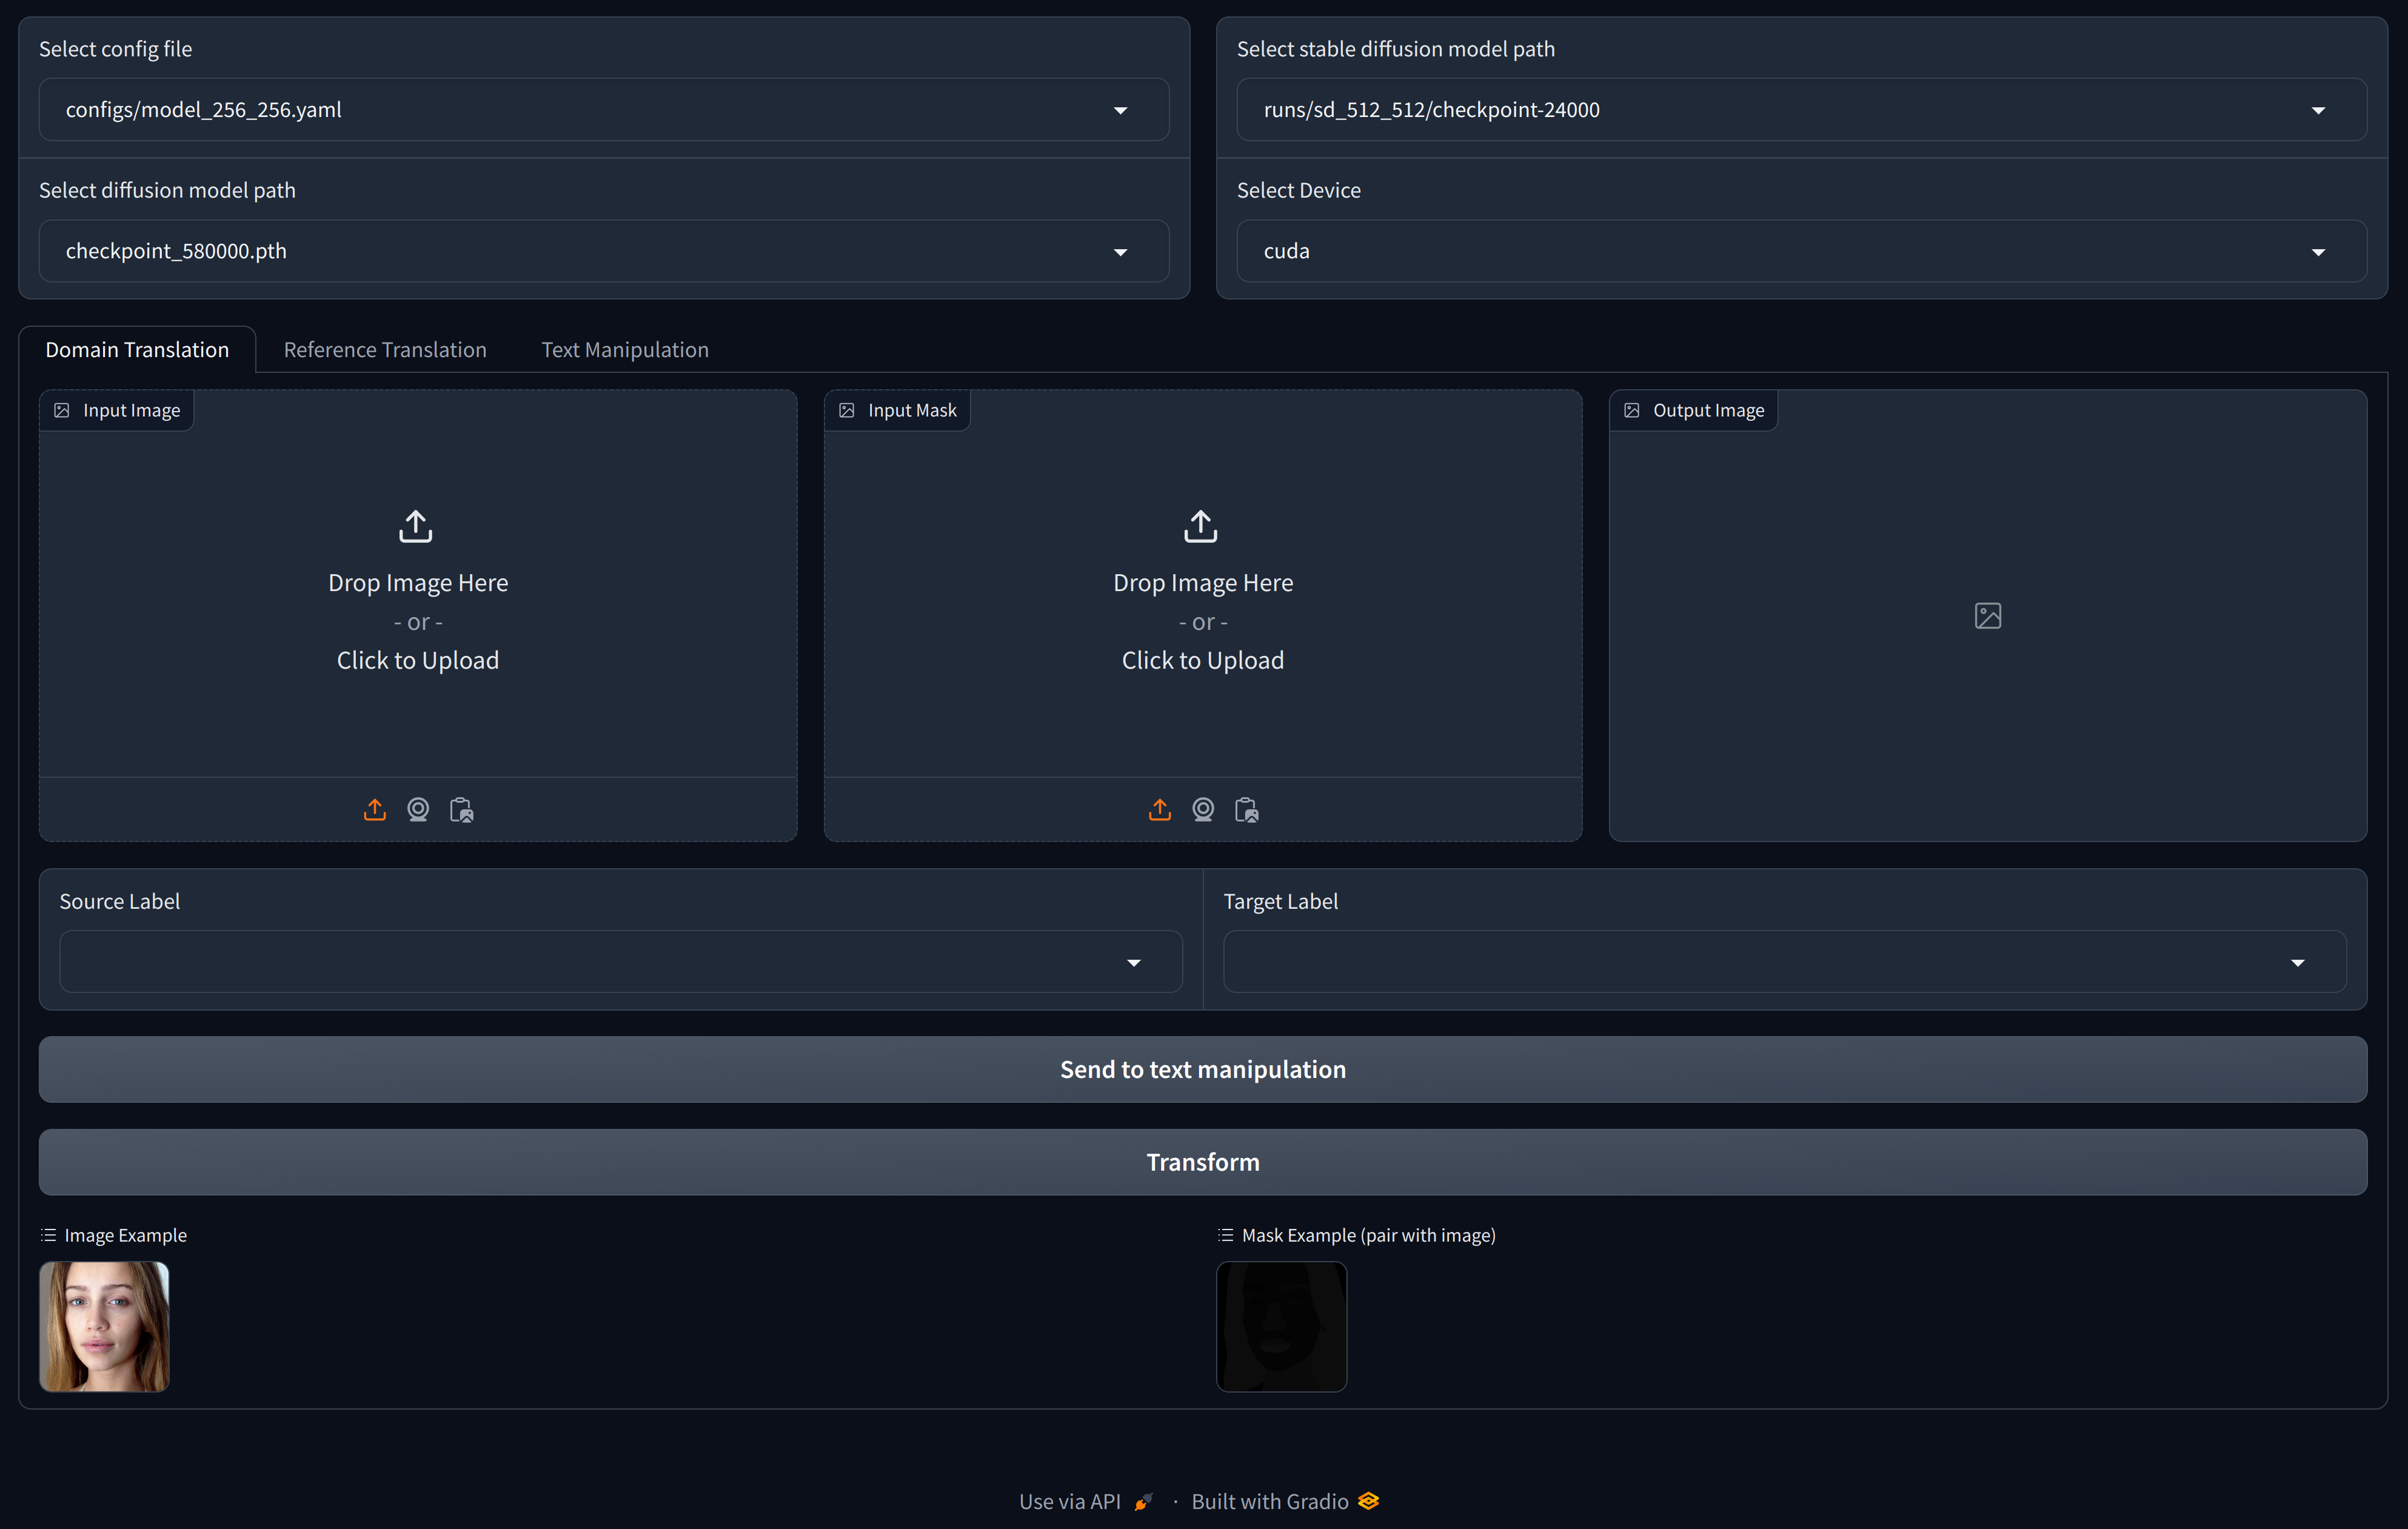 Select config file
configs/model_256_256.yaml
Select stable diffusion model path
runs/sd_512_512/checkpoint-24000
Select diffusion model path
checkpoint_580000.pth
Select Device
cuda
Domain Translation
Reference Translation
Text Manipulation
Input Image
Drop Image Here
- or -
Click to Upload
Input Mask
Drop Image Here
- or -
Click to Upload
Output Image
Source Label
Target Label
Send to text manipulation
Transform
Image Example
Mask Example (pair with image)
Use via API · Built with Gradio